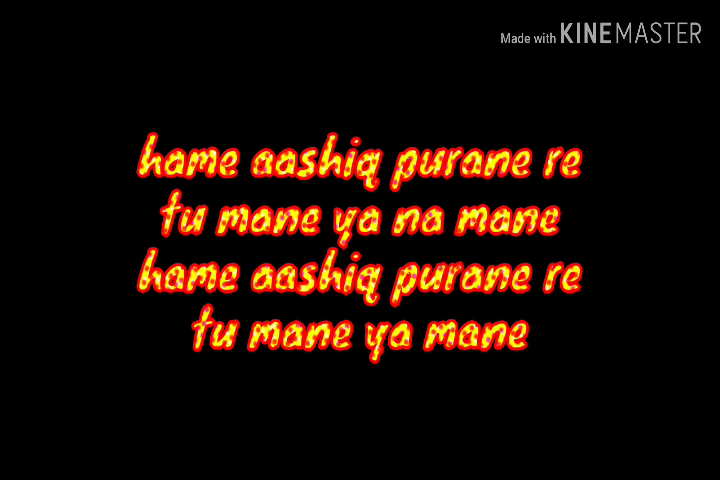 Made with KINEMASTER
hame aashiq purane re
tu mane ya na mane
hame aashiq purane re
tu mane ya mane